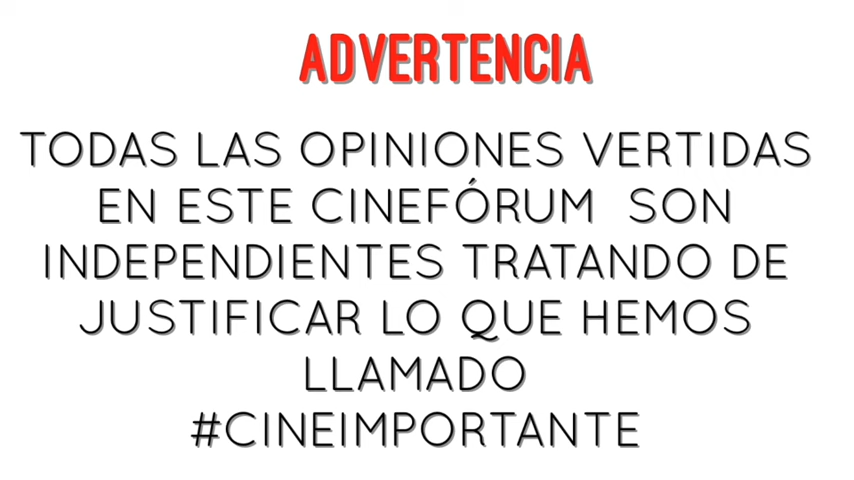 ADVERTENCIA
TODAS LAS OPINIONES VERTIDAS
EN ESTE CINEFÓRUM SON
INDEPENDIENTES TRATANDO DE
JUSTIFICAR LO QUE HEMOS
LLAMADO
#CINEIMPORTANTE